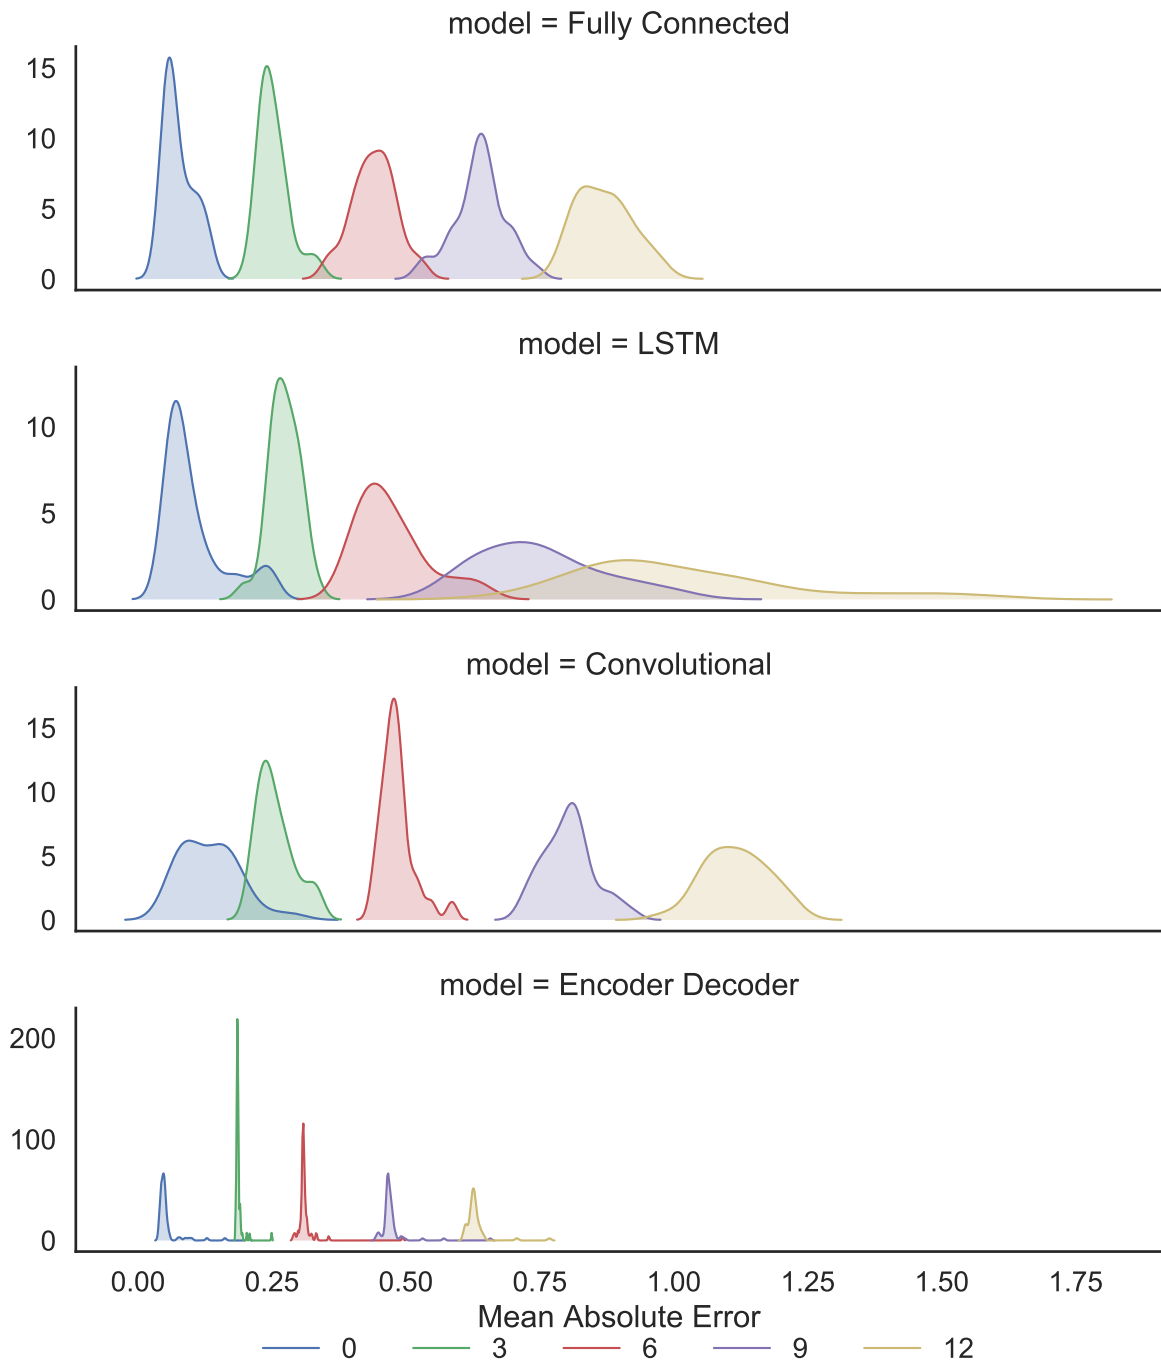 model = Fully Connected
15
10
5
0
model = LSTM
10
5
0
model = Convolutional
15
10
5
0
model = Encoder Decoder
200
100
0
0.00 0.25 0.50 0.75 1.00 1.25 1.50 1.75
Mean Absolute Error
0 3 6 9 12